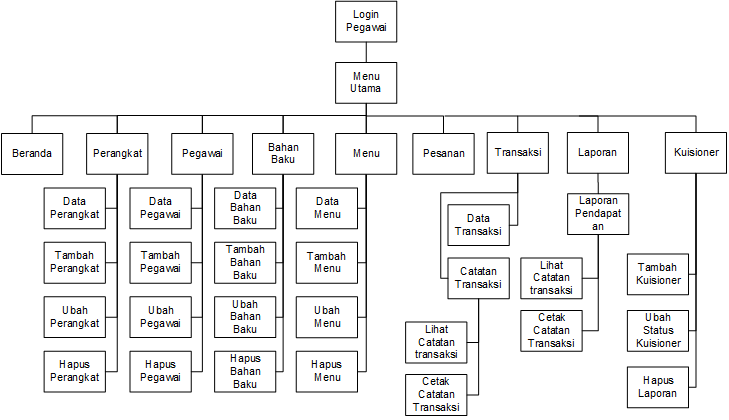 Login
Pegawai
Menu
Utama
Beranda
Perangkat
Pegawai
Bahan
Baku
Menu
Pesanan
Transaksi
Laporan
Kuisioner
Data
Perangkat
Tambah
Perangkat
Ubah
Perangkat
Hapus
Perangkat
Data
Pegawai
Tambah
Pegawai
Ubah
Pegawai
Hapus
Pegawai
Data
Bahan
Baku
Tambah
Bahan
Baku
Ubah
Bahan
Baku
Hapus
Bahan
Baku
Data
Menu
Tambah
Menu
Ubah
Menu
Hapus
Menu
Data
Transaksi
Catatan
Transaksi
Lihat
Catatan
transaksi
Cetak
Catatan
Transaksi
Laporan
Pendapat
an
Lihat
Catatan
transaksi
Cetak
Catatan
Transaksi
Tambah
Kuisioner
Ubah
Status
Kuisioner
Hapus
Laporan